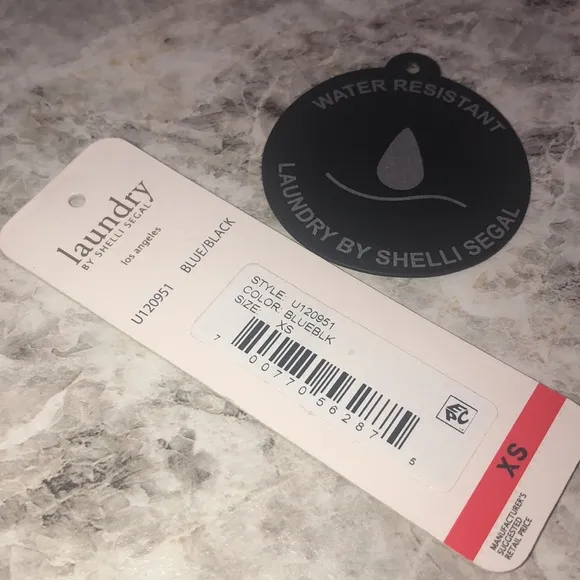 WATER RESISTANT
LAUNDRY BY SHELLI SEGAL
laundry
BY SHELLI SEGAL
los angeles
U120951 BLUE/BLACK
STYLE: U120951
COLOR: BLUEBLK
SIZE: XS
7 00770 56287 5
EPC
XS
MANUFACTURER'S
SUGGESTED
RETAIL PRICE